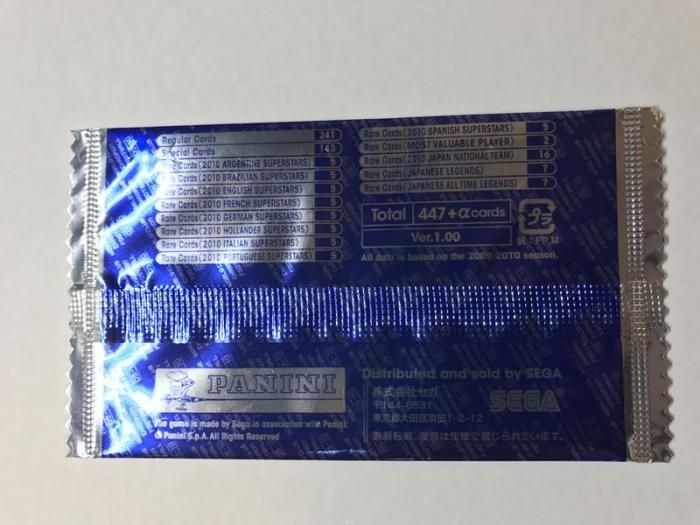 Regular Cards 241
Special Cards
Rare Cards(2010 ARGENTINE SUPERSTARS) 5
Rare Cards(2010 BRAZILIAN SUPERSTARS) 5
Rare Cards(2010 ENGLISH SUPERSTARS) 5
Rare Cards(2010 FRENCH SUPERSTARS) 5
Rare Cards(2010 GERMAN SUPERSTARS) 5
Rare Cards(2010 HOLLANDER SUPERSTARS) 5
Rare Cards(2010 ITALIAN SUPERSTARS) 5
Rare Cards(2010 PORTUGUESE SUPERSTARS) 5
Rare Cards(2010 SPANISH SUPERSTARS) 5
Rare Cards(MOST VALUABLE PLAYER) 2
Rare Cards(2010 JAPAN NATIONAL TEAM) 16
Rare Cards(JAPANESE LEGENDS) ?
Rare Cards(JAPANESE ALL TIME LEGENDS) ?
Total 447+αcards
Ver.1.00
プラ
袋:PP,M
All data is based on the 2009-2010 season.
PANINI
The game is made by Sega in association with Panini.
© Panini S.p.A. All Rights Reserved
Distributed and sold by SEGA
株式会社セガ
〒144-8531
東京都大田区羽田1-2-12
SEGA
無断転載、複製は法律で禁じられています。